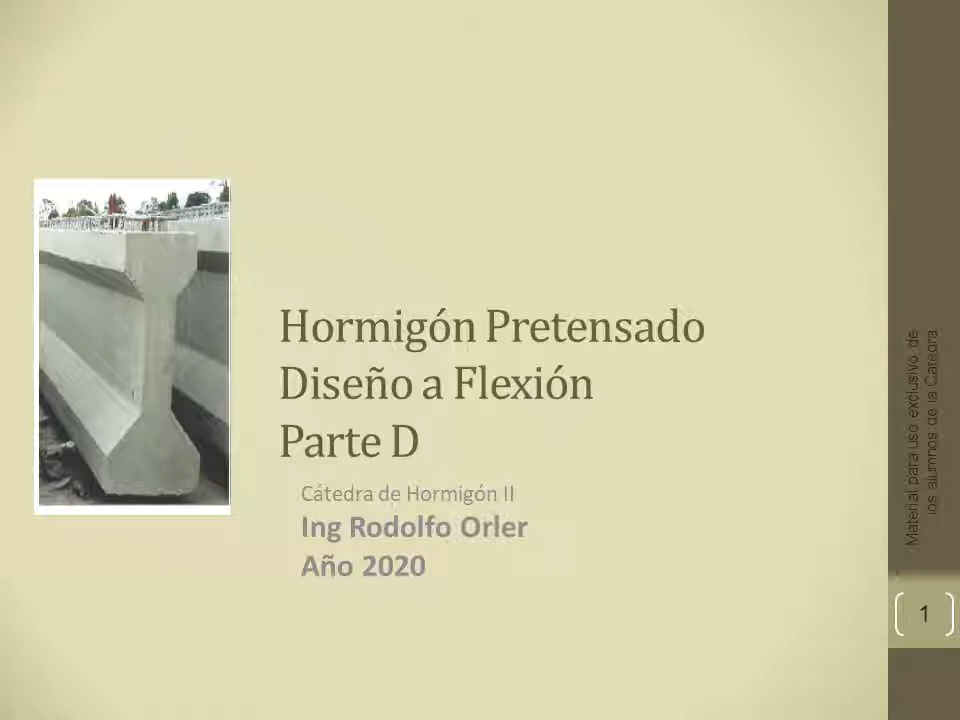 Hormigón Pretensado
Diseño a Flexión
Parte D
Cátedra de Hormigón II
Ing Rodolfo Orler
Año 2020
Material para uso exclusivo de
los alumnos de la Cátedra
1